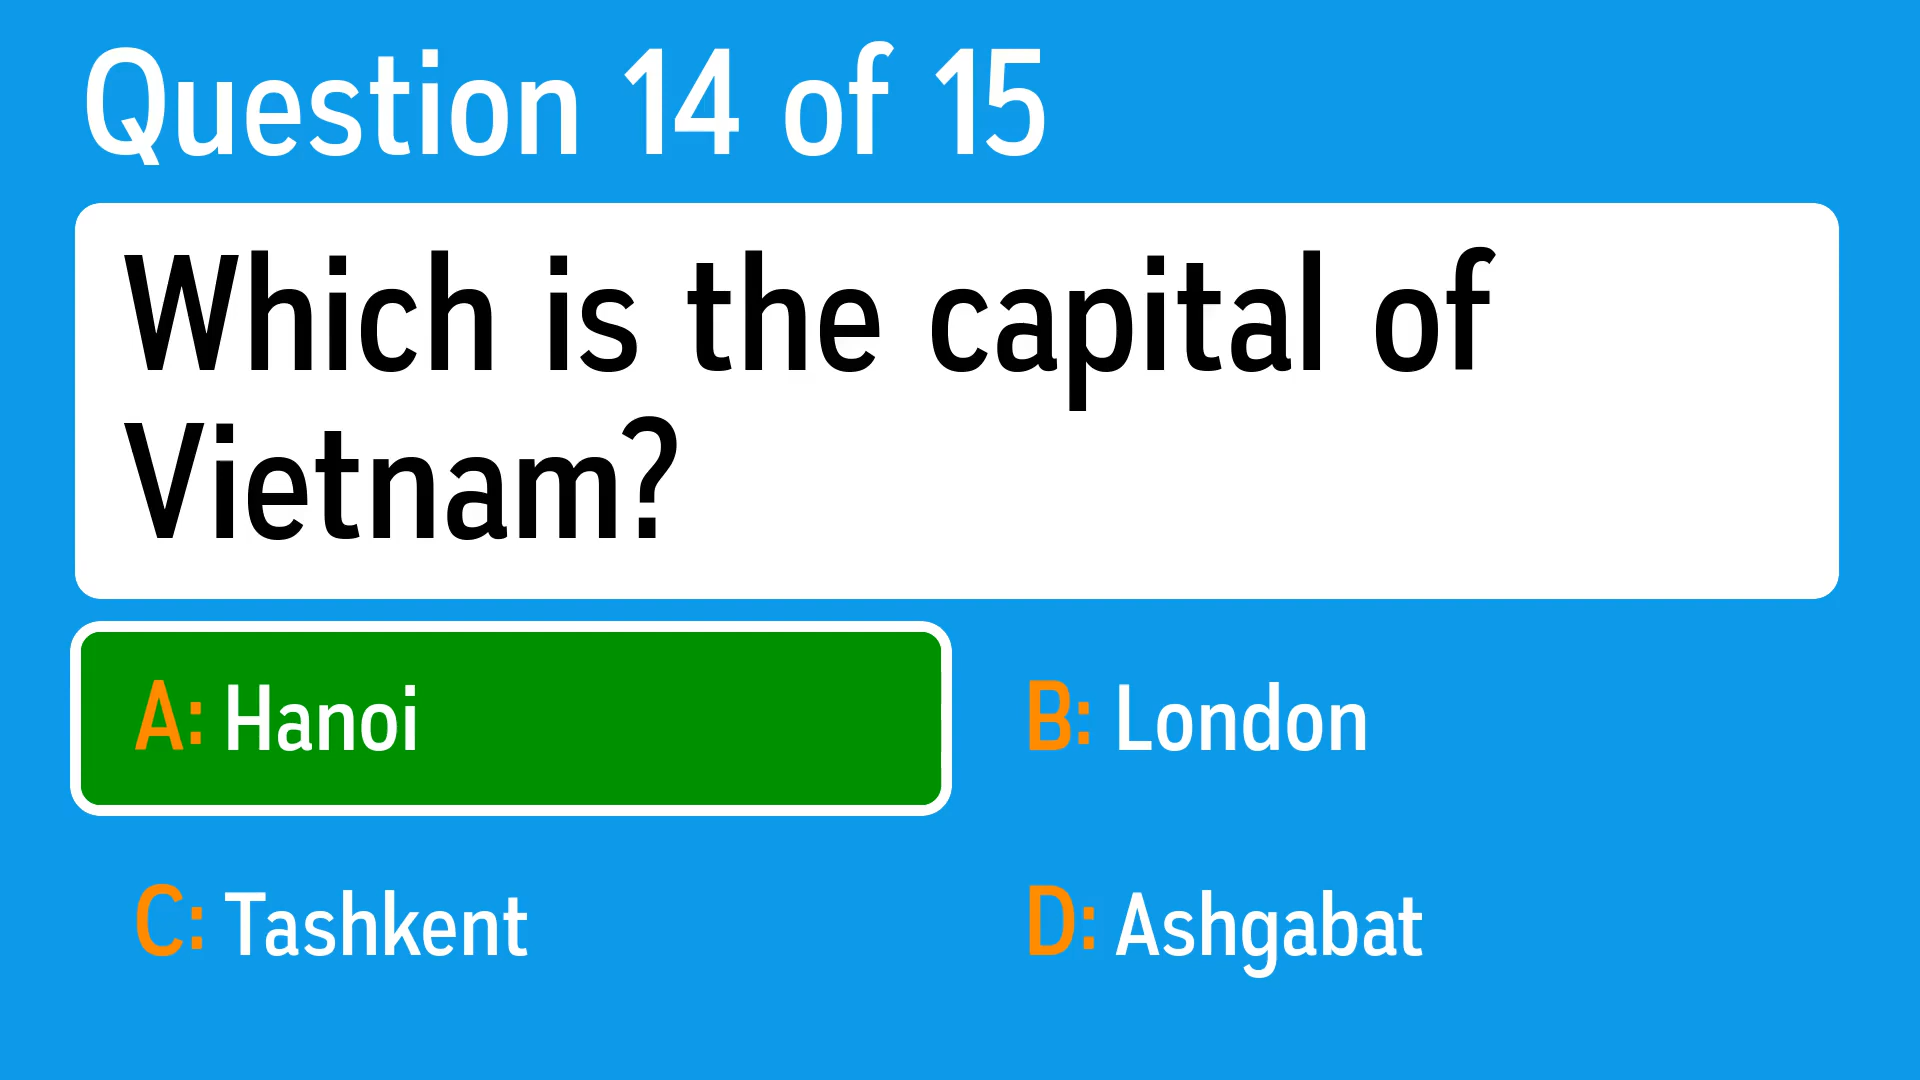 Question 14 of 15
Which is the capital of
Vietnam?
A: Hanoi
B: London
C: Tashkent
D: Ashgabat